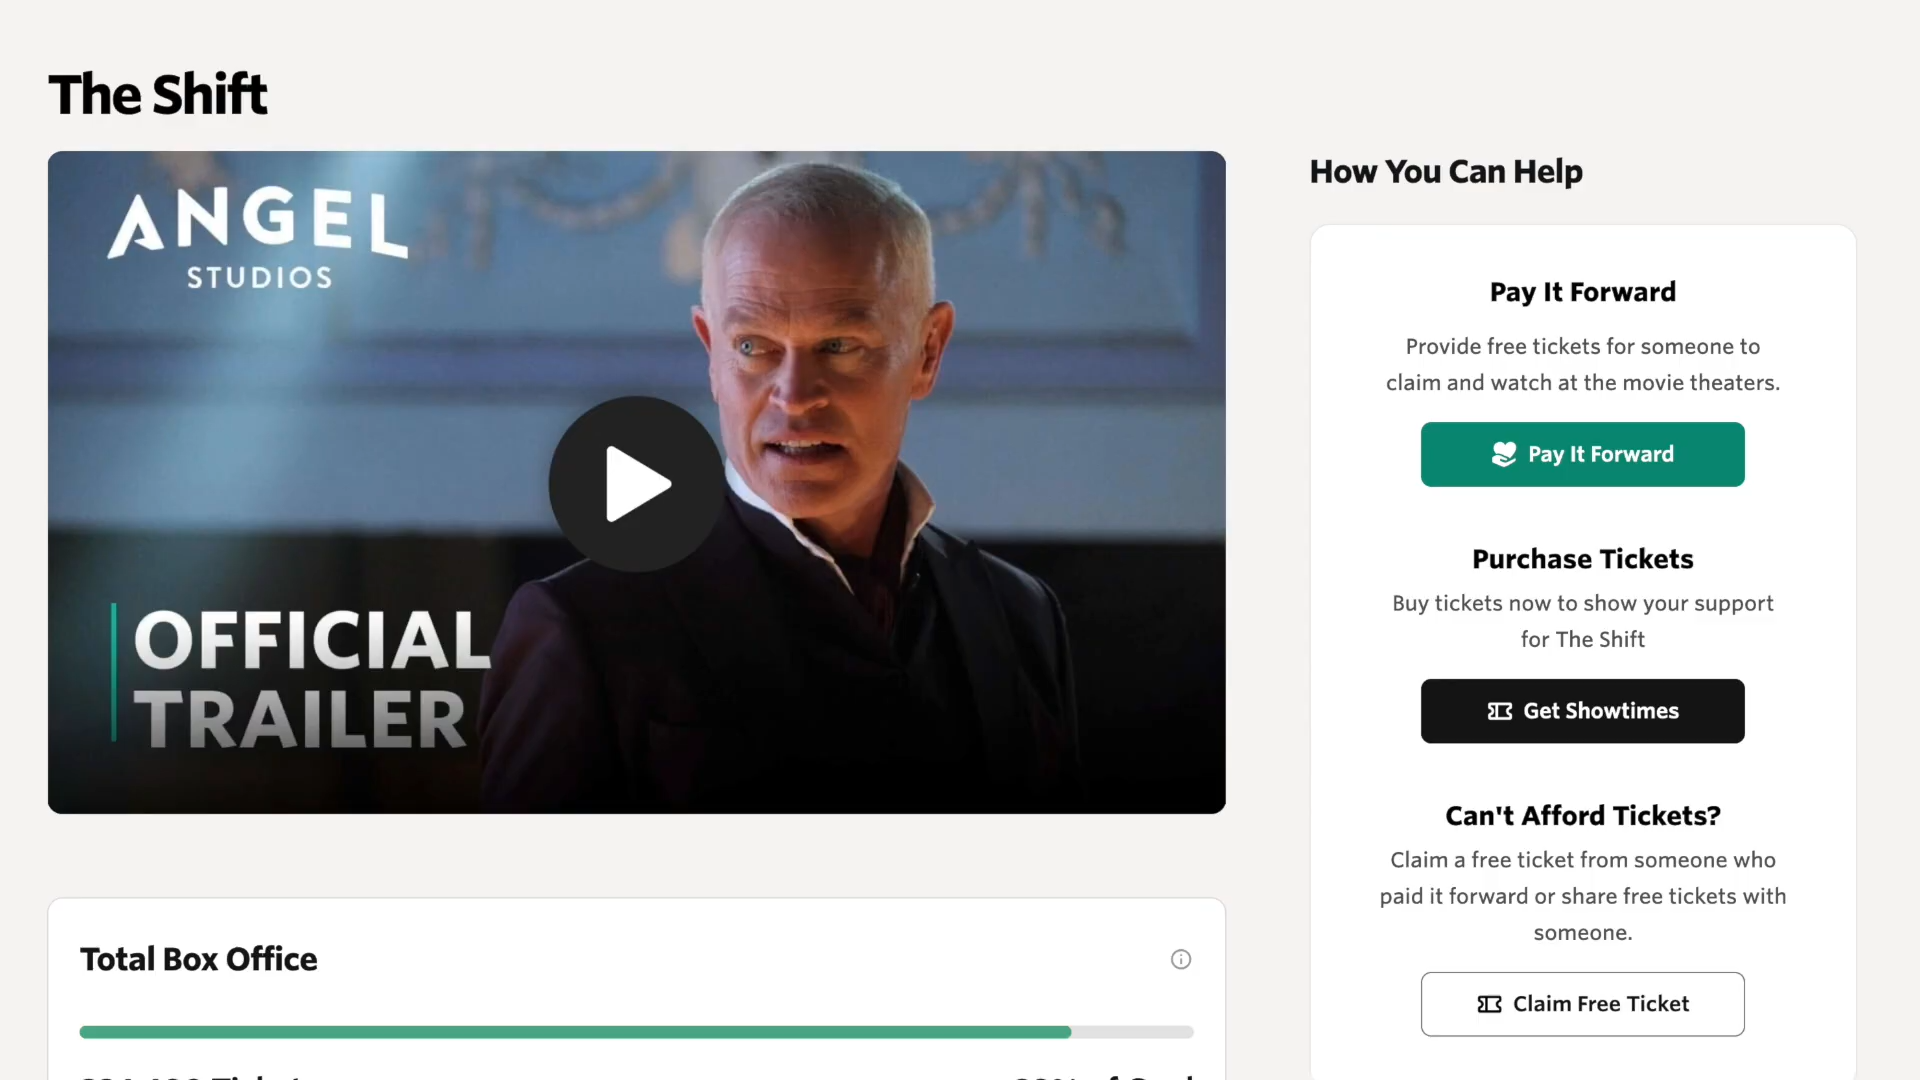 The Shift
ANGEL
STUDIOS
OFFICIAL
TRAILER
How You Can Help
Pay It Forward
Provide free tickets for someone to
claim and watch at the movie theaters.
Pay It Forward
Purchase Tickets
Buy tickets now to show your support
for The Shift
Get Showtimes
Can't Afford Tickets?
Claim a free ticket from someone who
paid it forward or share free tickets with
someone.
Claim Free Ticket
Total Box Office